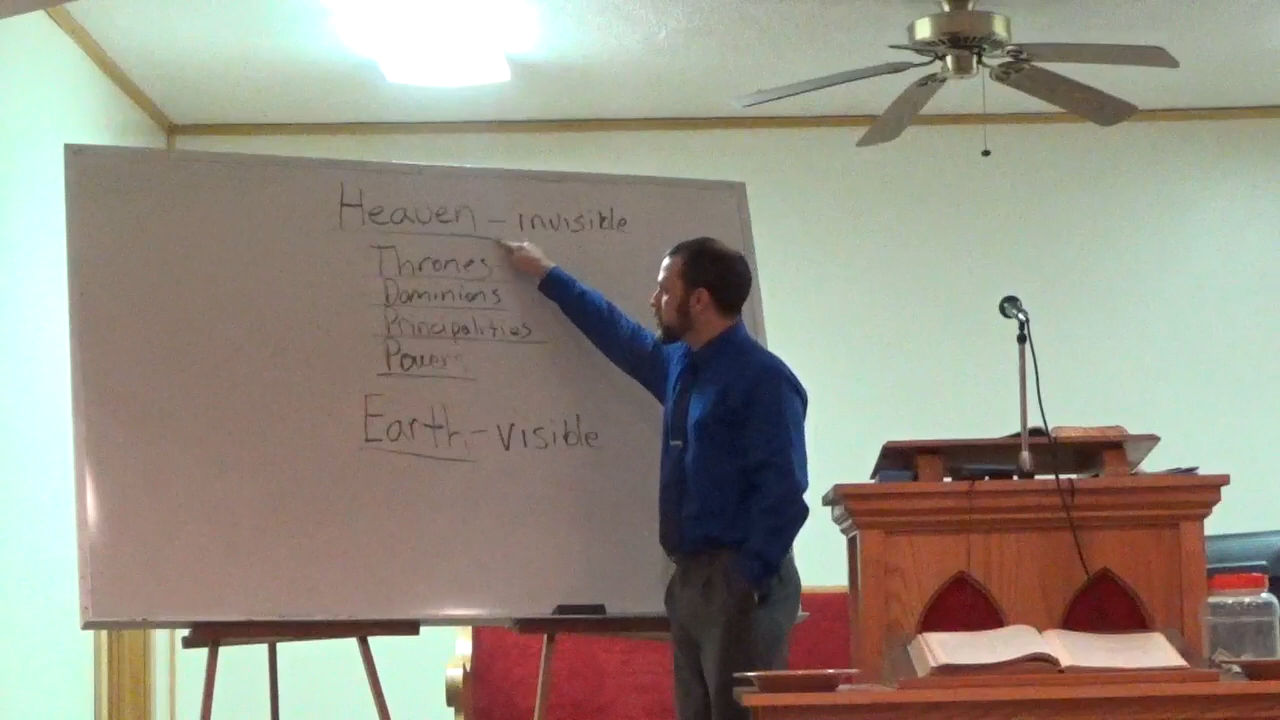 Heaven - invisible
Thrones
Dominions
Principalities
Powers
Earth - visible